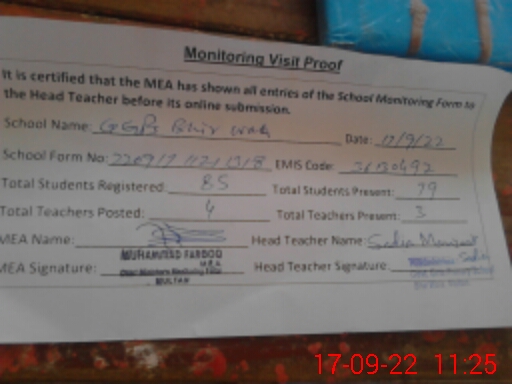 Monitoring Visit Proof
It is certified that the MEA has shown all entries of the School Monitoring Form to
the Head Teacher before its online submission.
School Name: GGPS Date: 17/9/22
School Form No: EMIS Code: 36130492
Total Students Registered: 85 Total Students Present: 79
Total Teachers Posted: 4 Total Teachers Present: 3
MEA Name: Head Teacher Name: Sadia
MEA Signature: MUHAMMAD FAROOQ Head Teacher Signature: Sadia
M.E.A
MULTAN
17-09-22 11:25